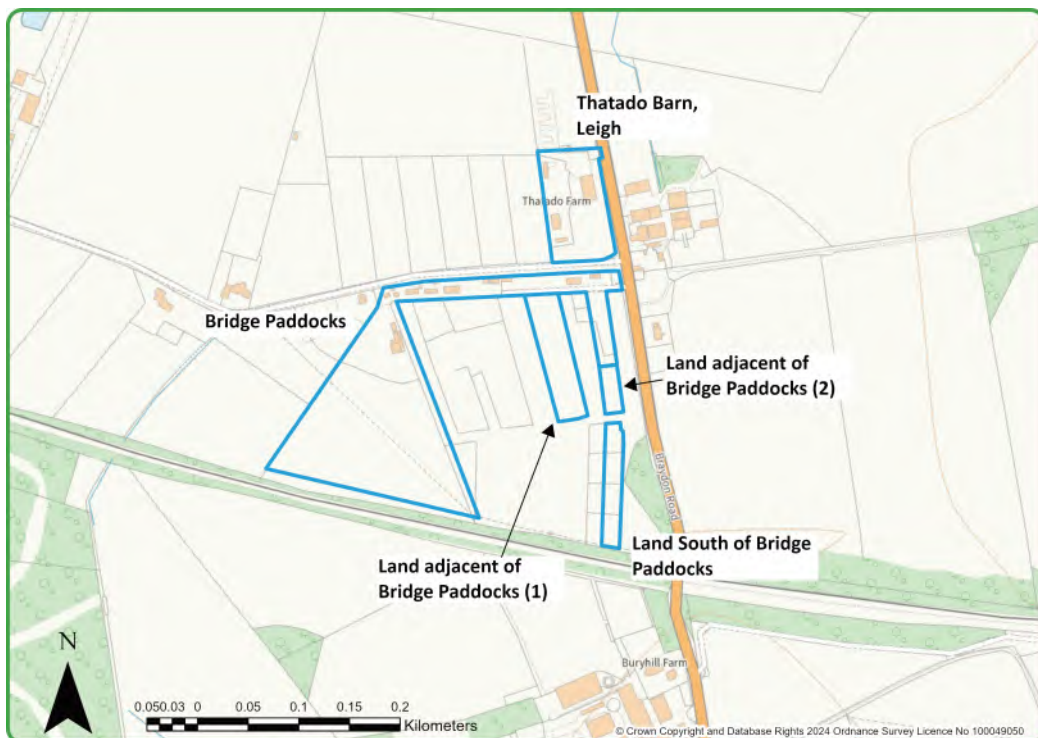 Thatado Barn,
Leigh
Thatado Farm
Bridge Paddocks
Land adjacent of
Bridge Paddocks (2)
Braydon Road
Land South of Bridge
Paddocks
Land adjacent of
Bridge Paddocks (1)
Buryhill Farm
N
0.050.03 0 0.05 0.1 0.15 0.2
Kilometers
© Crown Copyright and Database Rights 2024 Ordnance Survey Licence No 100049050